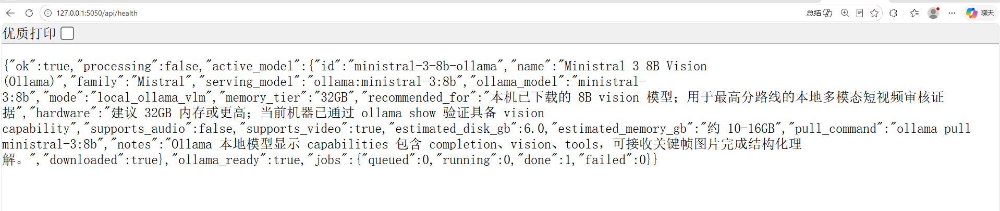 127.0.0.1:5050/api/health 总结 聊天
优质打印
{"ok":true,"processing":false,"active_model":{"id":"ministral-3-8b-ollama","name":"Ministral 3 8B Vision
(Ollama)","family":"Mistral","serving_model":"ollama:ministral-3:8b","ollama_model":"ministral-
3:8b","mode":"local_ollama_vlm","memory_tier":"32GB","recommended_for":"本机已下载的 8B vision 模型；用于最高分路线的本地多模态短视频审核证
据","hardware":"建议 32GB 内存或更高；当前机器已通过 ollama show 验证具备 vision
capability","supports_audio":false,"supports_video":true,"estimated_disk_gb":6.0,"estimated_memory_gb":"约 10-16GB","pull_command":"ollama pull
ministral-3:8b","notes":"Ollama 本地模型显示 capabilities 包含 completion、vision、tools，可接收关键帧图片完成结构化理
解。","downloaded":true},"ollama_ready":true,"jobs":{"queued":0,"running":0,"done":1,"failed":0}}